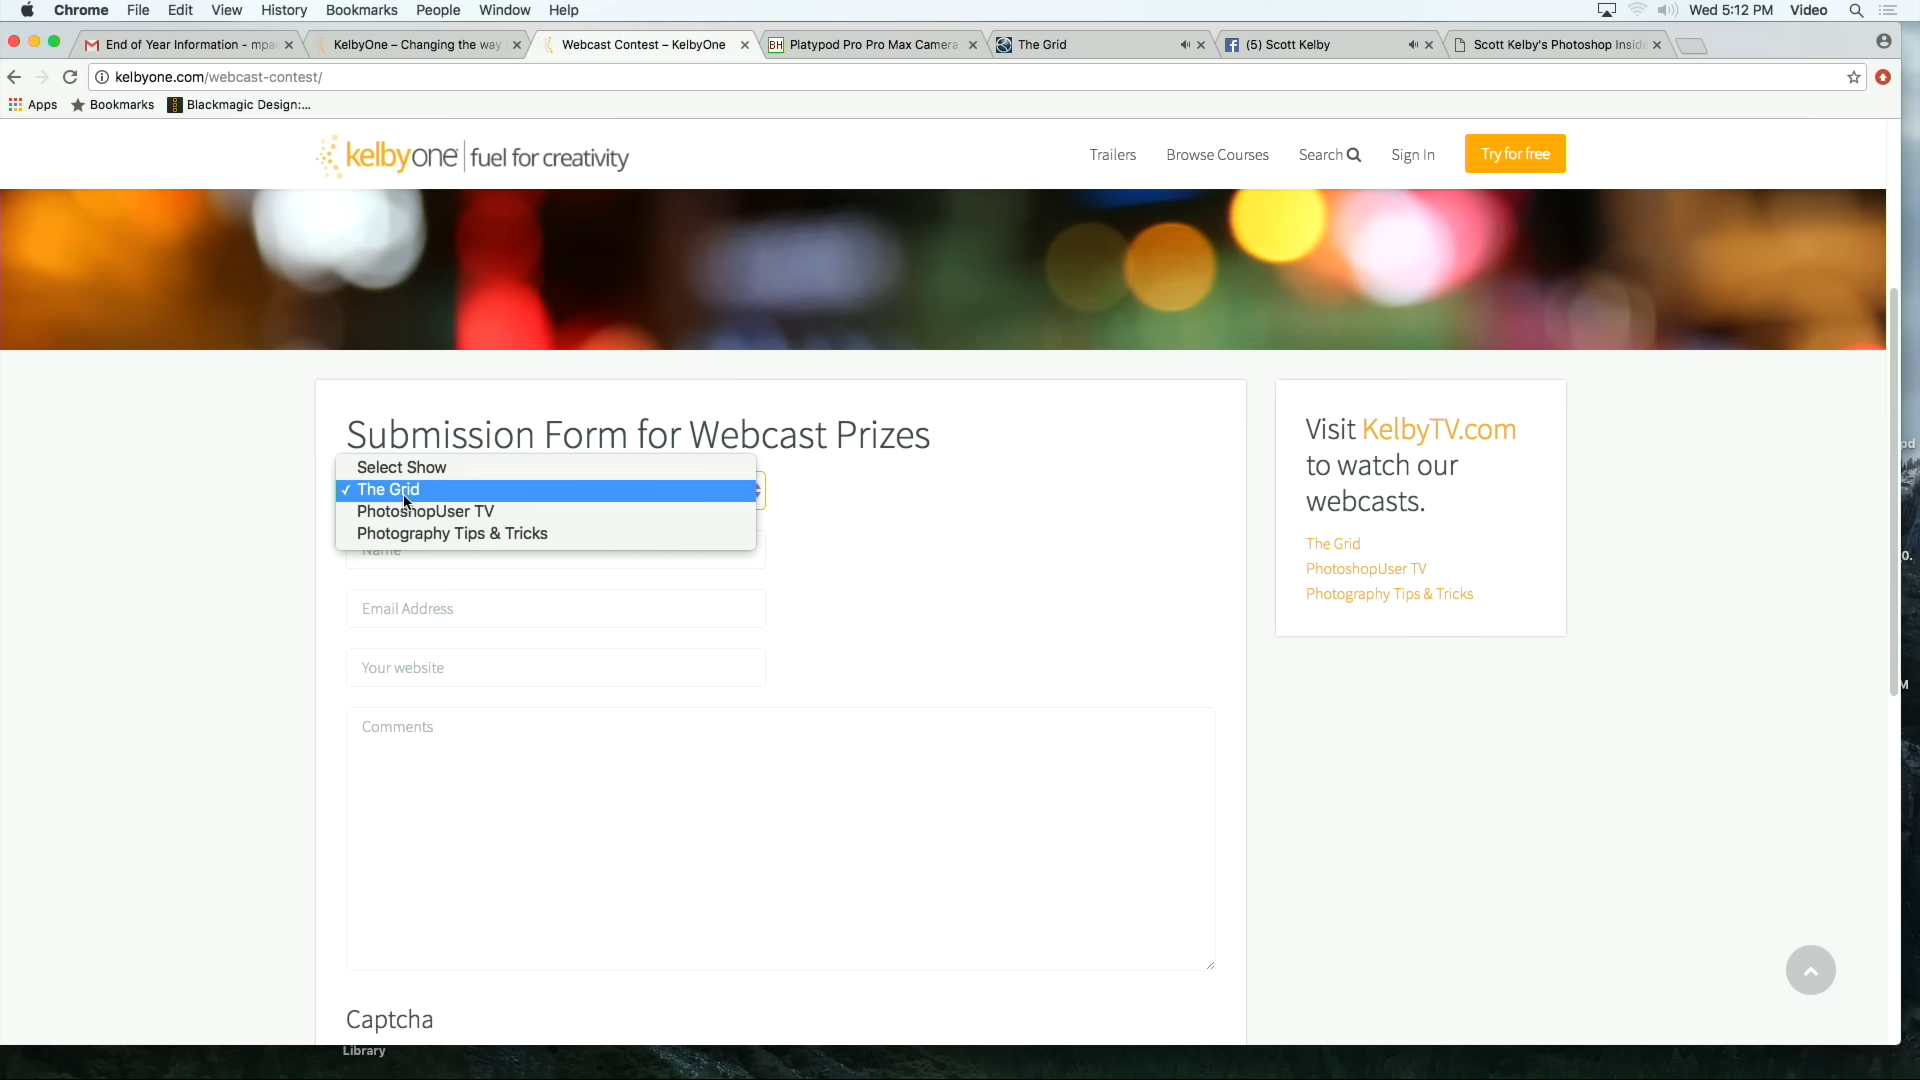 Chrome File Edit View History Bookmarks People Window Help Wed 5:12 PM Video
End of Year Information - mpa KelbyOne – Changing the way Webcast Contest – KelbyOne BH Platypod Pro Pro Max Camera The Grid (5) Scott Kelby Scott Kelby's Photoshop Inside
kelbyone.com/webcast-contest/
Apps Bookmarks Blackmagic Design:...
kelbyone fuel for creativity
Trailers Browse Courses Search Sign In Try for free
Submission Form for Webcast Prizes
Select Show
✓ The Grid
PhotoshopUser TV
Photography Tips & Tricks
Name
Email Address
Your website
Comments
Captcha
Visit KelbyTV.com
to watch our
webcasts.
The Grid
PhotoshopUser TV
Photography Tips & Tricks
Library